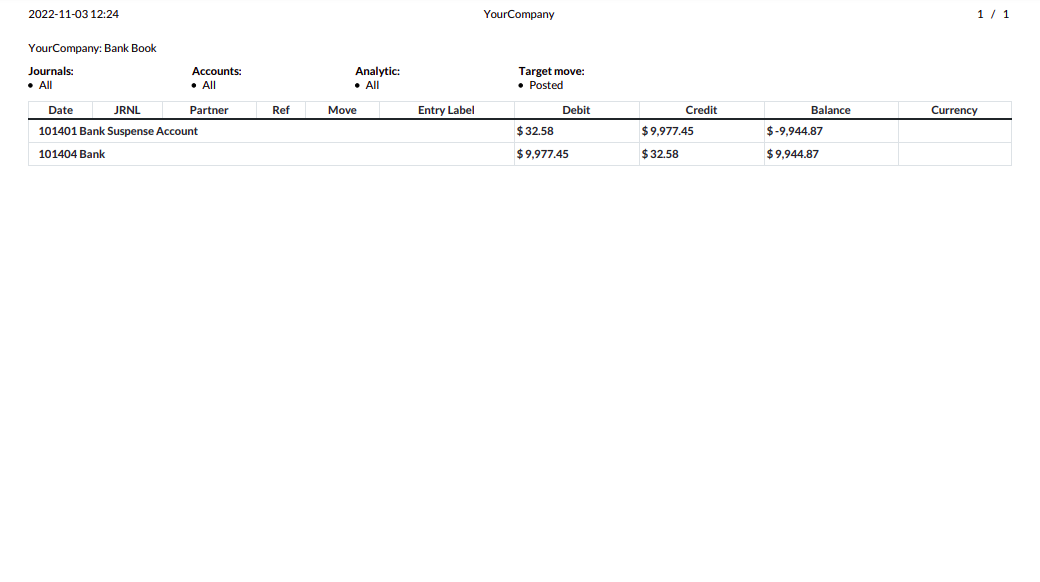 2022-11-03 12:24 YourCompany 1 / 1
YourCompany: Bank Book
Journals: Accounts: Analytic: Target move:
• All • All • All • Posted
Date JRNL Partner Ref Move Entry Label Debit Credit Balance Currency
101401 Bank Suspense Account $ 32.58 $ 9,977.45 $ -9,944.87
101404 Bank $ 9,977.45 $ 32.58 $ 9,944.87